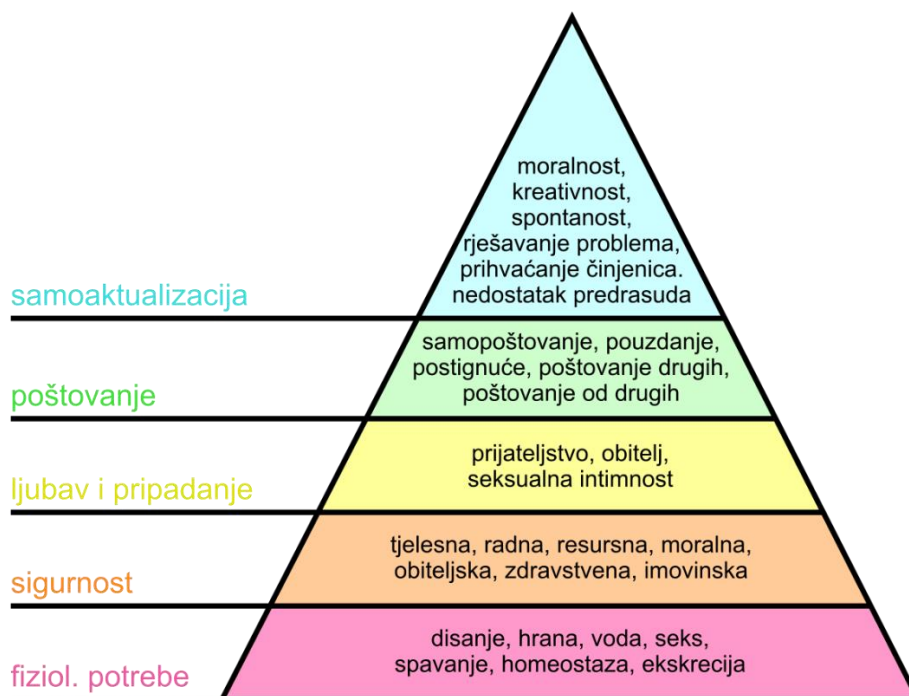 moralnost,
kreativnost,
spontanost,
rješavanje problema,
prihvaćanje činjenica.
nedostatak predrasuda
samoaktualizacija
samopoštovanje, pouzdanje,
postignuće, poštovanje drugih,
poštovanje od drugih
poštovanje
prijateljstvo, obitelj,
seksualna intimnost
ljubav i pripadanje
tjelesna, radna, resursna, moralna,
obiteljska, zdravstvena, imovinska
sigurnost
disanje, hrana, voda, seks,
spavanje, homeostaza, ekskrecija
fiziol. potrebe